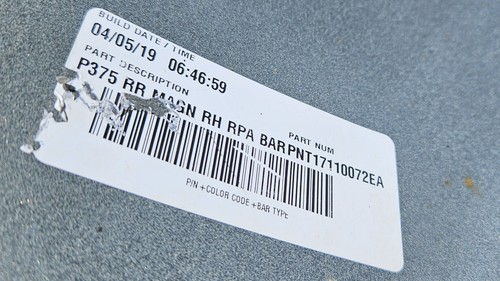 BUILD DATE / TIME
04/05/19 06:46:59
PART DESCRIPTION
PART NUM
P375 RR MAGN RH RPA BAR PNT17110072EA
P/N +COLOR CODE +BAR TYPE